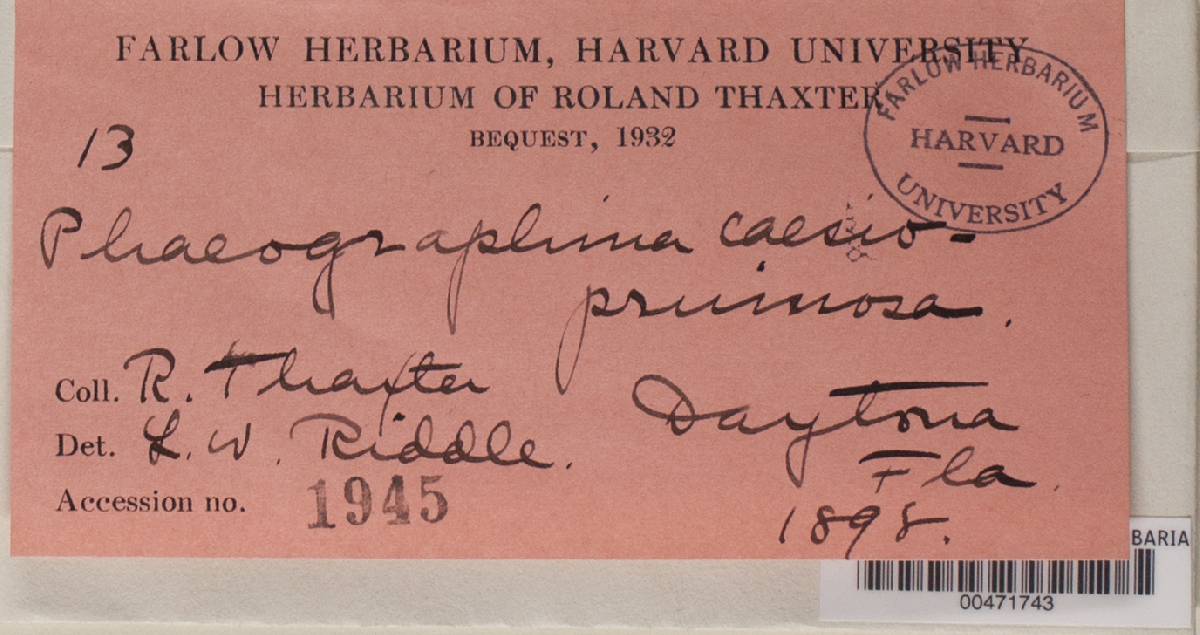 FARLOW HERBARIUM, HARVARD UNIVERSITY
HERBARIUM OF ROLAND THAXTER
BEQUEST, 1932
FARLOW HERBARIUM
HARVARD
UNIVERSITY
13
Phaeographina caesio-
pruinosa.
Coll. R. Thaxter
Daytona
Det. L. W. Riddle.
Fla.
Accession no. 1945
1898.
BARIA
00471743